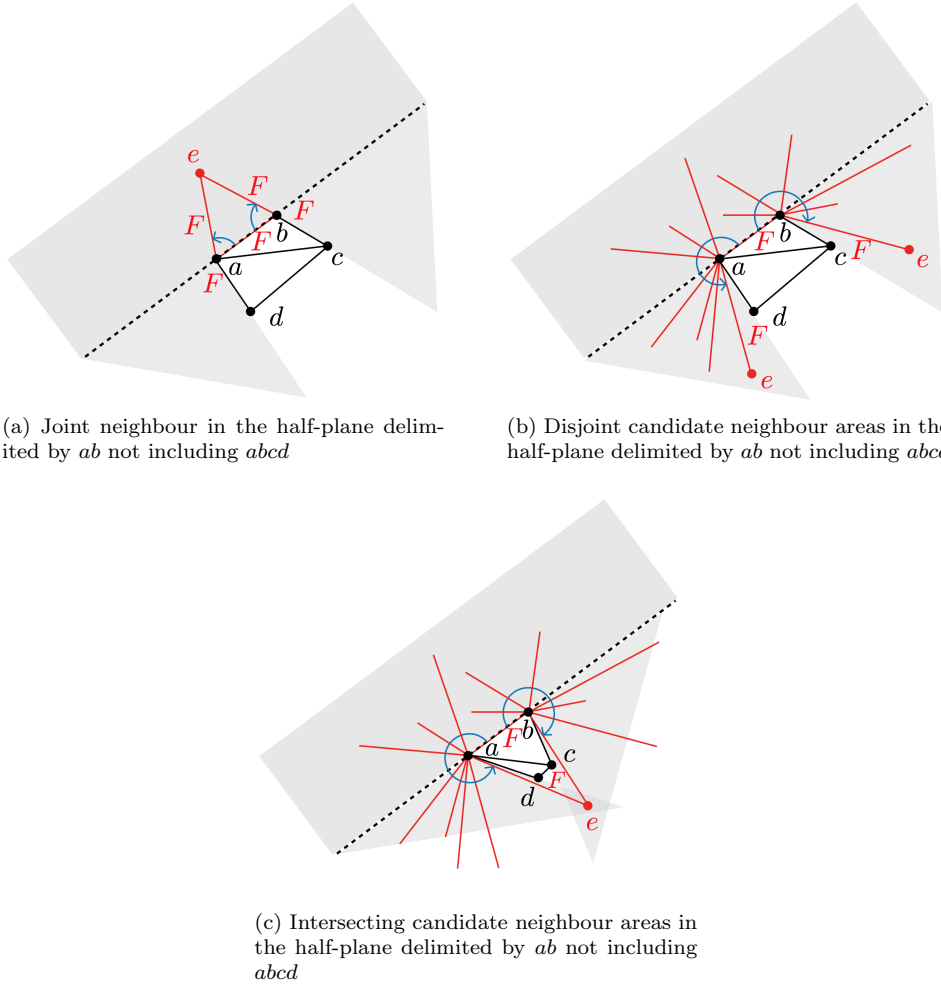 e
F
F
F
F
b
a
c
F
d
F
b
a
c
F
e
d
F
e
(a) Joint neighbour in the half-plane delim-
ited by ab not including abcd
(b) Disjoint candidate neighbour areas in the
half-plane delimited by ab not including abcd
F
b
a
c
F
d
e
(c) Intersecting candidate neighbour areas in
the half-plane delimited by ab not including
abcd